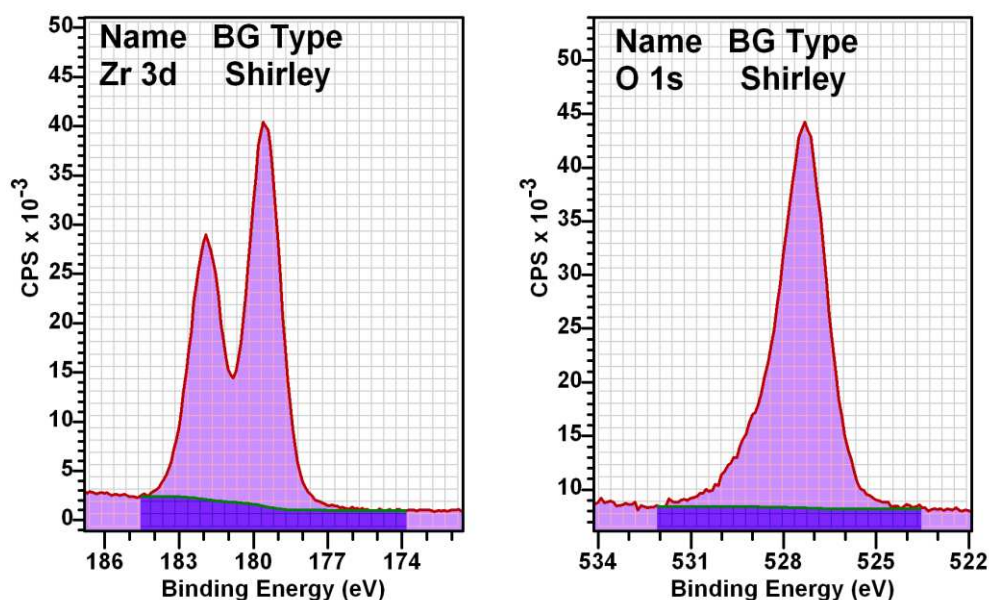 Name BG Type
Zr 3d Shirley
CPS x 10⁻³
50
45
40
35
30
25
20
15
10
5
0
186 183 180 177 174
Binding Energy (eV)
Name BG Type
O 1s Shirley
CPS x 10⁻³
50
45
40
35
30
25
20
15
10
534 531 528 525 522
Binding Energy (eV)